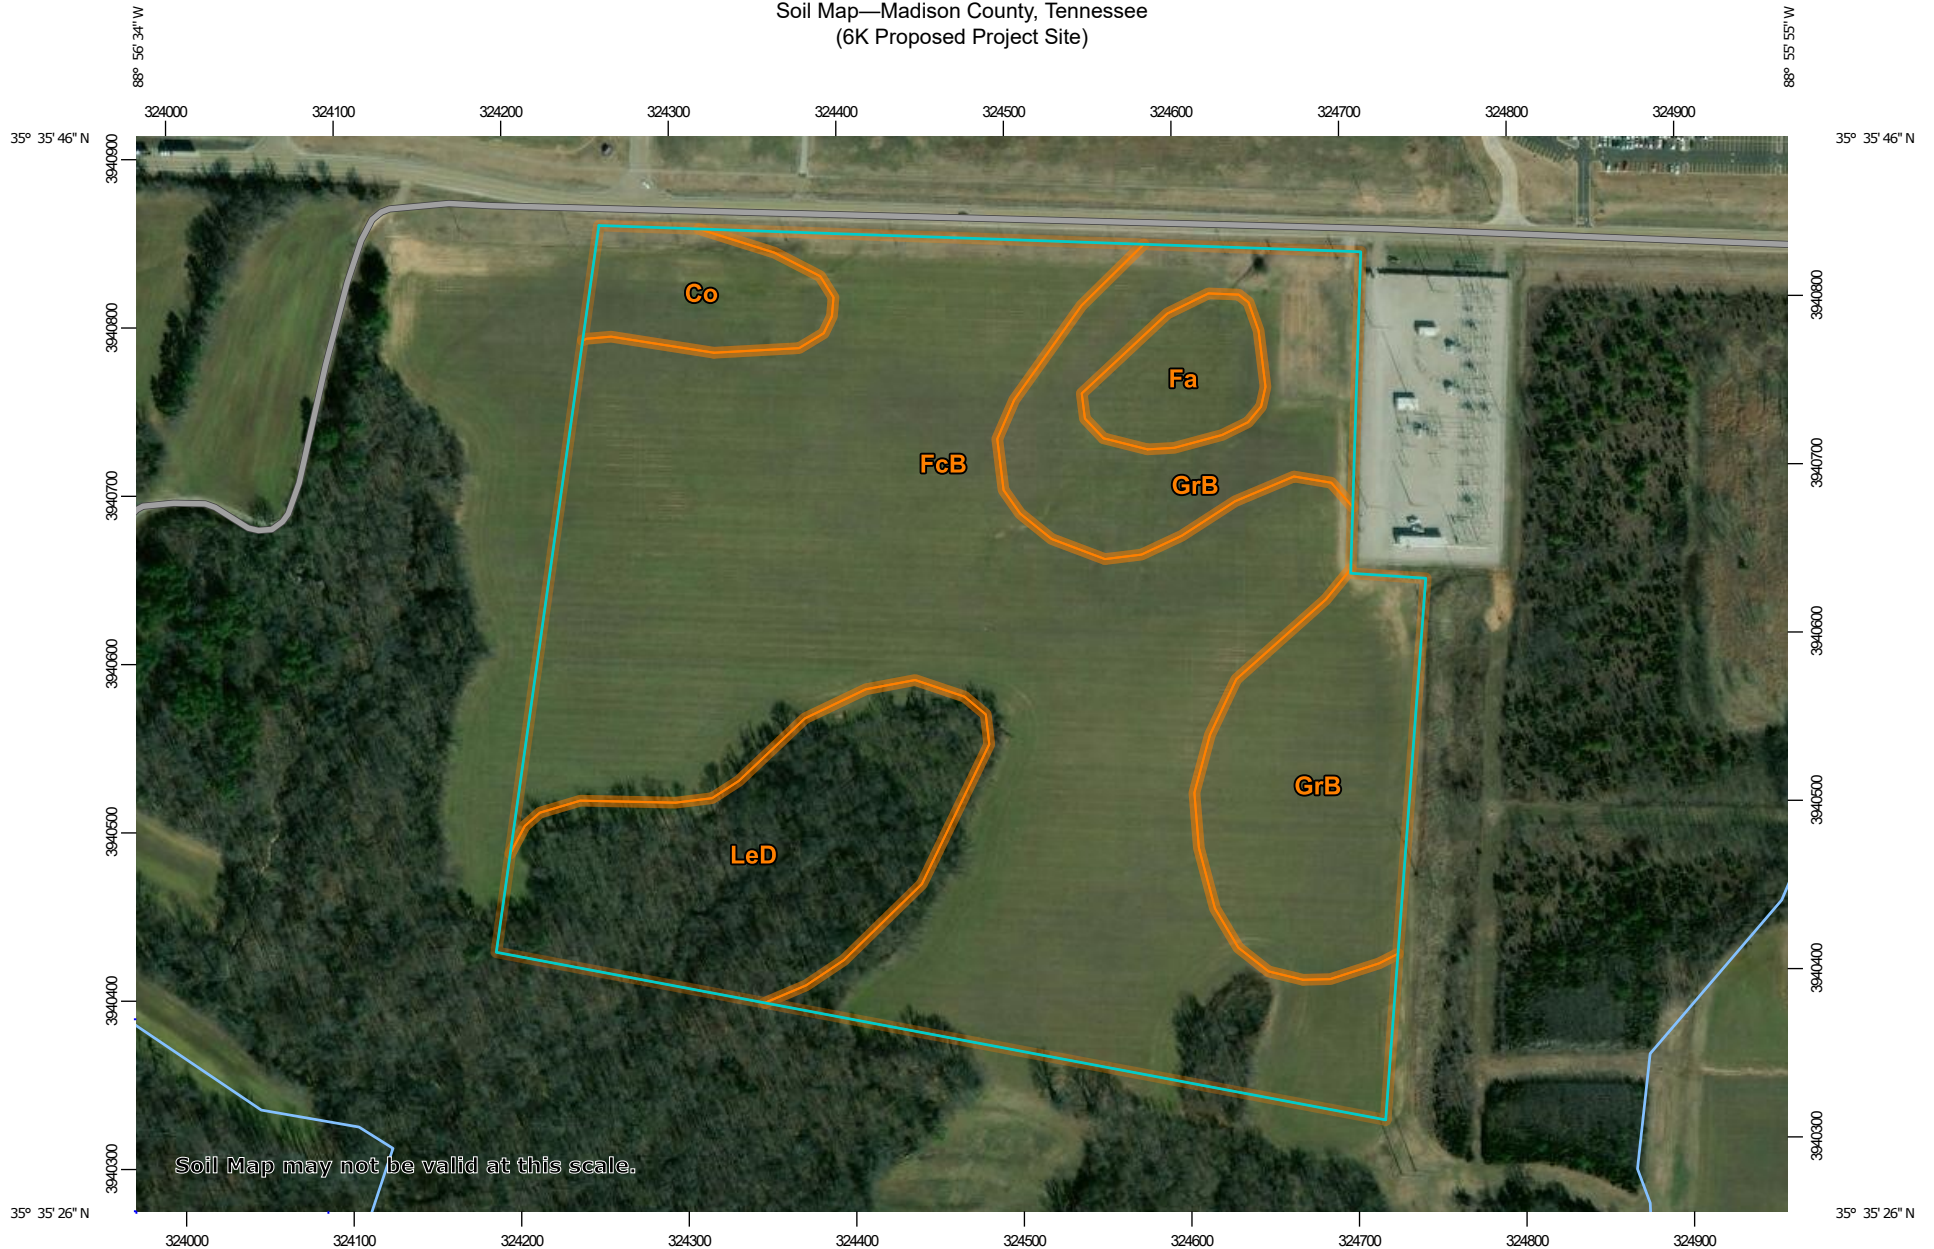 Soil Map—Madison County, Tennessee
(6K Proposed Project Site)
88° 56' 34'' W
88° 55' 55'' W
324000 324100 324200 324300 324400 324500 324600 324700 324800 324900
35° 35' 46'' N
35° 35' 46'' N
3940900
3940800
3940700
3940600
3940500
3940400
3940300
Co
Fa
FcB
GrB
GrB
LeD
3940800
3940700
3940600
3940500
3940400
3940300
Soil Map may not be valid at this scale.
35° 35' 26'' N
35° 35' 26'' N
324000 324100 324200 324300 324400 324500 324600 324700 324800 324900